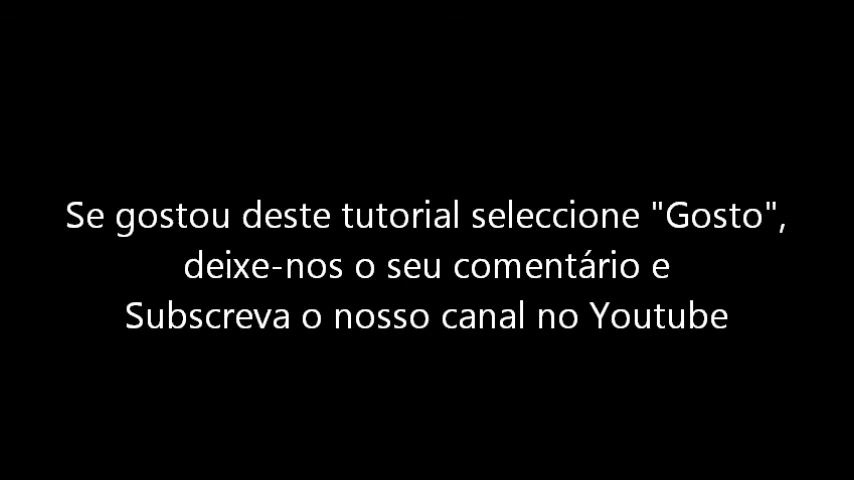 Se gostou deste tutorial seleccione "Gosto",
deixe-nos o seu comentário e
Subscreva o nosso canal no Youtube